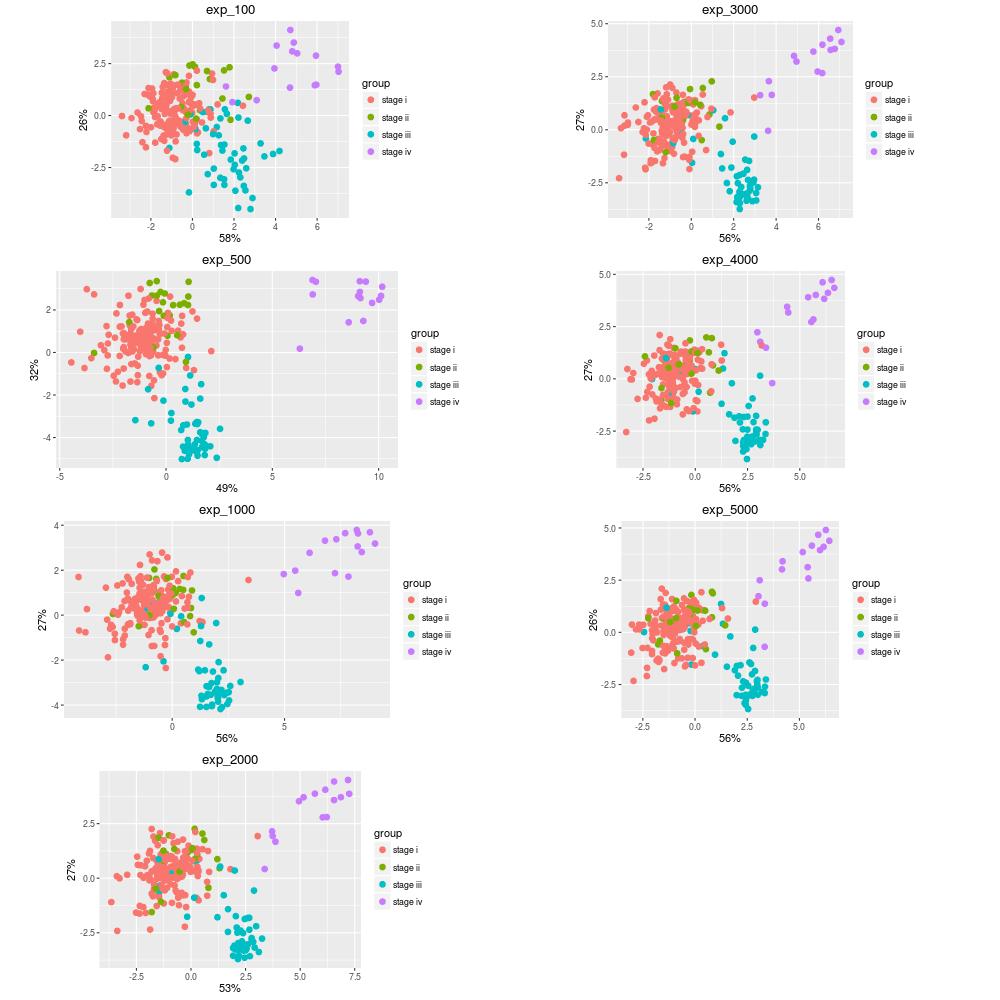 exp_100
2.5
0.0
-2.5
26%
-2
0
2
4
6
58%
group
stage i
stage ii
stage iii
stage iv
exp_3000
5.0
2.5
0.0
-2.5
27%
-2
0
2
4
6
56%
group
stage i
stage ii
stage iii
stage iv
exp_500
2
0
-2
-4
32%
-5
0
5
10
49%
group
stage i
stage ii
stage iii
stage iv
exp_4000
5.0
2.5
0.0
-2.5
27%
-2.5
0.0
2.5
5.0
56%
group
stage i
stage ii
stage iii
stage iv
exp_1000
4
2
0
-2
-4
27%
0
5
56%
group
stage i
stage ii
stage iii
stage iv
exp_5000
5.0
2.5
0.0
-2.5
26%
-2.5
0.0
2.5
5.0
56%
group
stage i
stage ii
stage iii
stage iv
exp_2000
2.5
0.0
-2.5
27%
-2.5
0.0
2.5
5.0
7.5
53%
group
stage i
stage ii
stage iii
stage iv